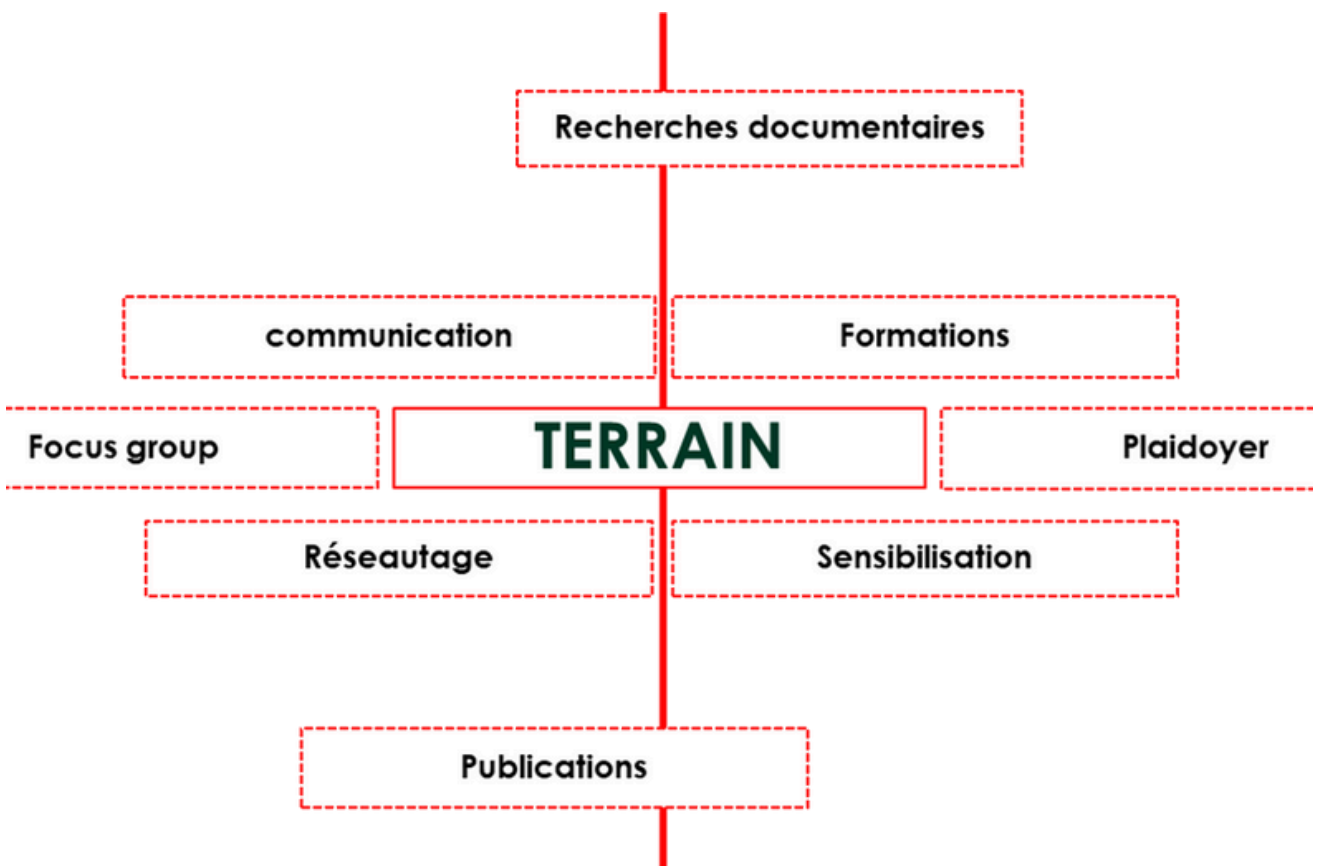 Recherches documentaires
communication
Formations
Focus group
TERRAIN
Plaidoyer
Réseautage
Sensibilisation
Publications